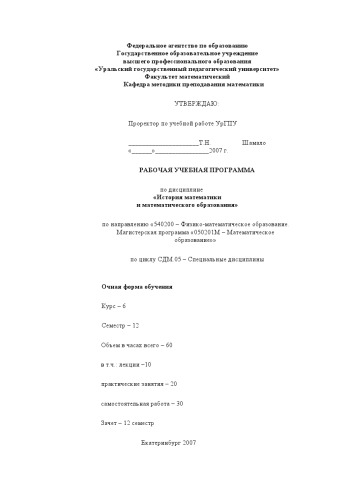 Федеральное агентство по образованию
Государственное образовательное учреждение
высшего профессионального образования
«Уральский государственный педагогический университет»
Факультет математический
Кафедра методики преподавания математики
УТВЕРЖДАЮ:
Проректор по учебной работе УрГПУ
____________________Т.Н. Шамало
«______»________________2007 г.
РАБОЧАЯ УЧЕБНАЯ ПРОГРАММА
по дисциплине
«История математики
и математического образования»
по направлению «540200 – Физико-математическое образование.
Магистерская программа «050201М – Математическое
образование»»
по циклу СДМ.05 – Специальные дисциплины
Очная форма обучения
Курс – 6
Семестр – 12
Объем в часах всего – 60
в т.ч. лекции –10
практические занятия – 20
самостоятельная работа – 30
Зачет – 12 семестр
Екатеринбург 2007